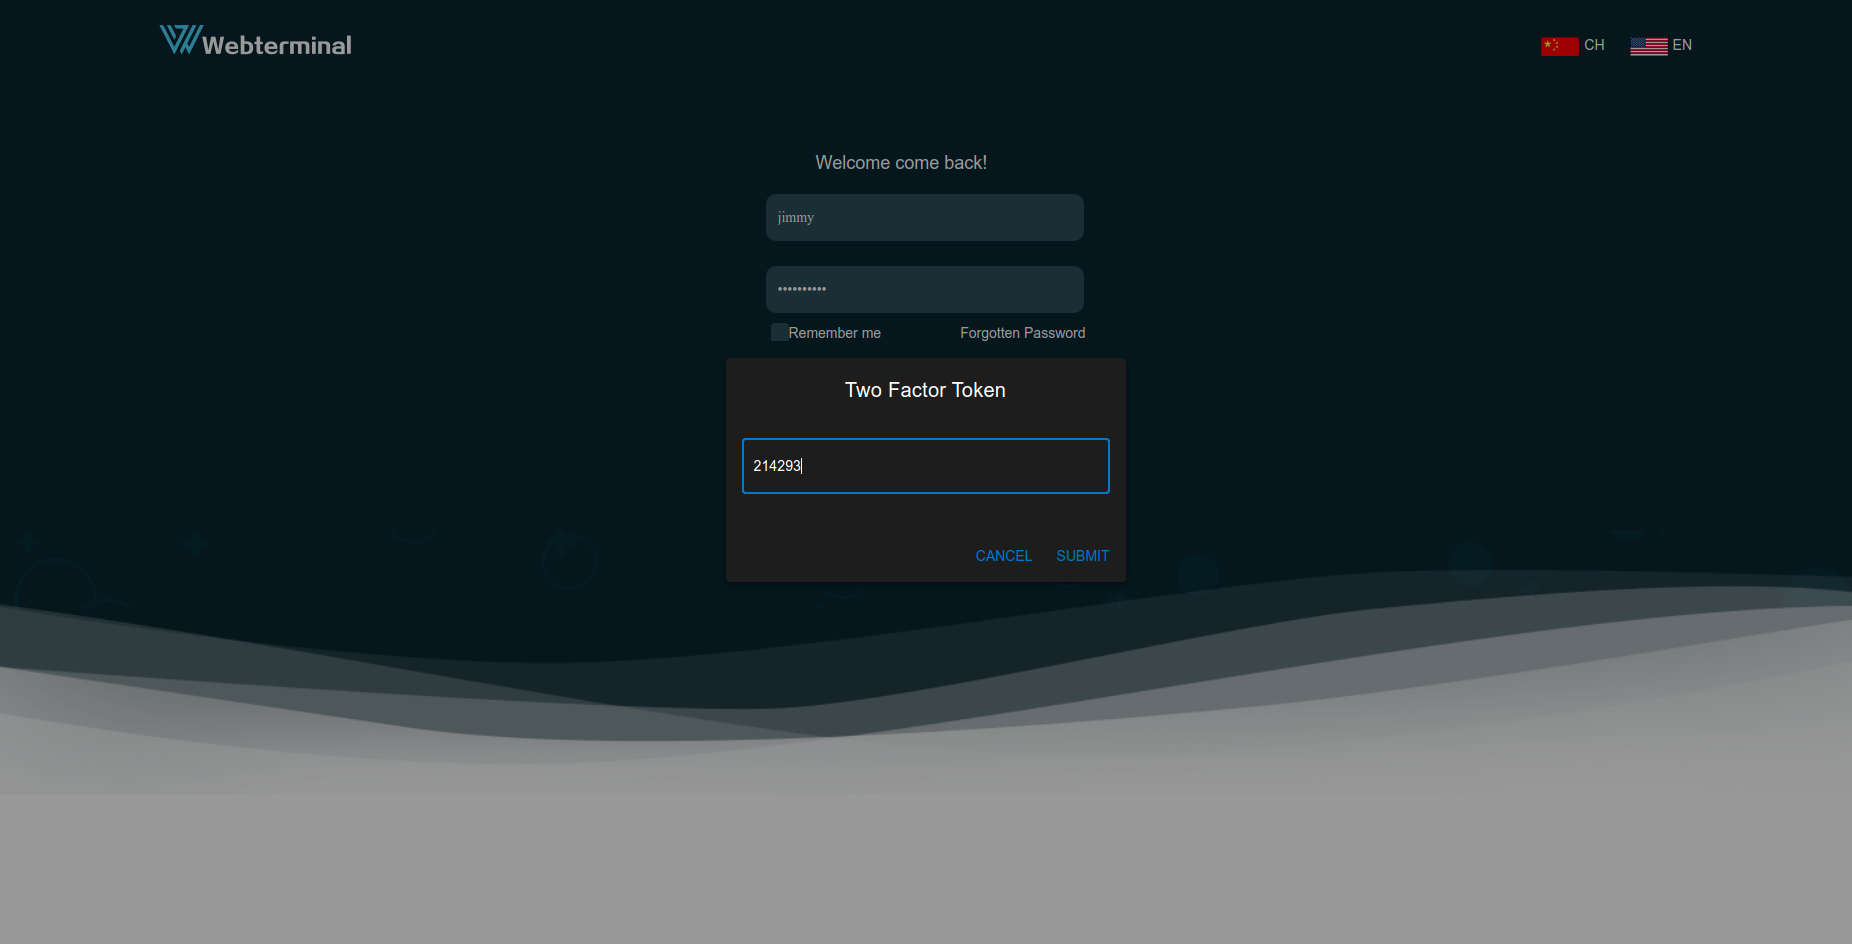 Webterminal
CH EN
Welcome come back!
jimmy
••••••••••
Remember me Forgotten Password
Two Factor Token
214293
CANCEL SUBMIT